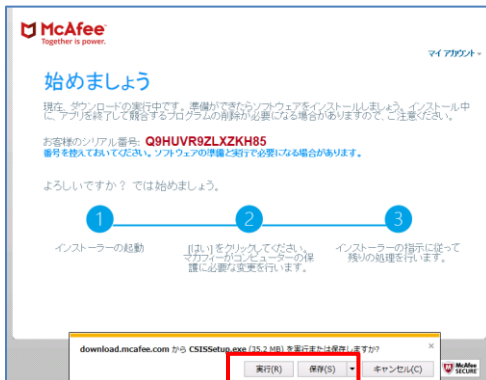 McAfee
Together is power.
マイ アカウント
始めましょう
現在、ダウンロードの実行中です。準備ができたらソフトウェアをインストールしましょう。インストール中
に、アプリを終了して競合するプログラムの削除が必要になる場合がありますので、ご注意ください。
お客様のシリアル番号: Q9HUVR9ZLXZKH85
番号を控えておいてください。ソフトウェアの準備と実行で必要になる場合があります。
よろしいですか? では始めましょう。
1 2 3
インストーラーの起動
[はい]をクリックしてください。
マカフィーがコンピューターの保
護に必要な変更を行います。
インストーラーの指示に従って
残りの処理を行います。
download.mcafee.com から CSISSetup.exe (35.2 MB) を実行または保存しますか?
×
実行(R) 保存(S) キャンセル(C)
McAfee
SECURE